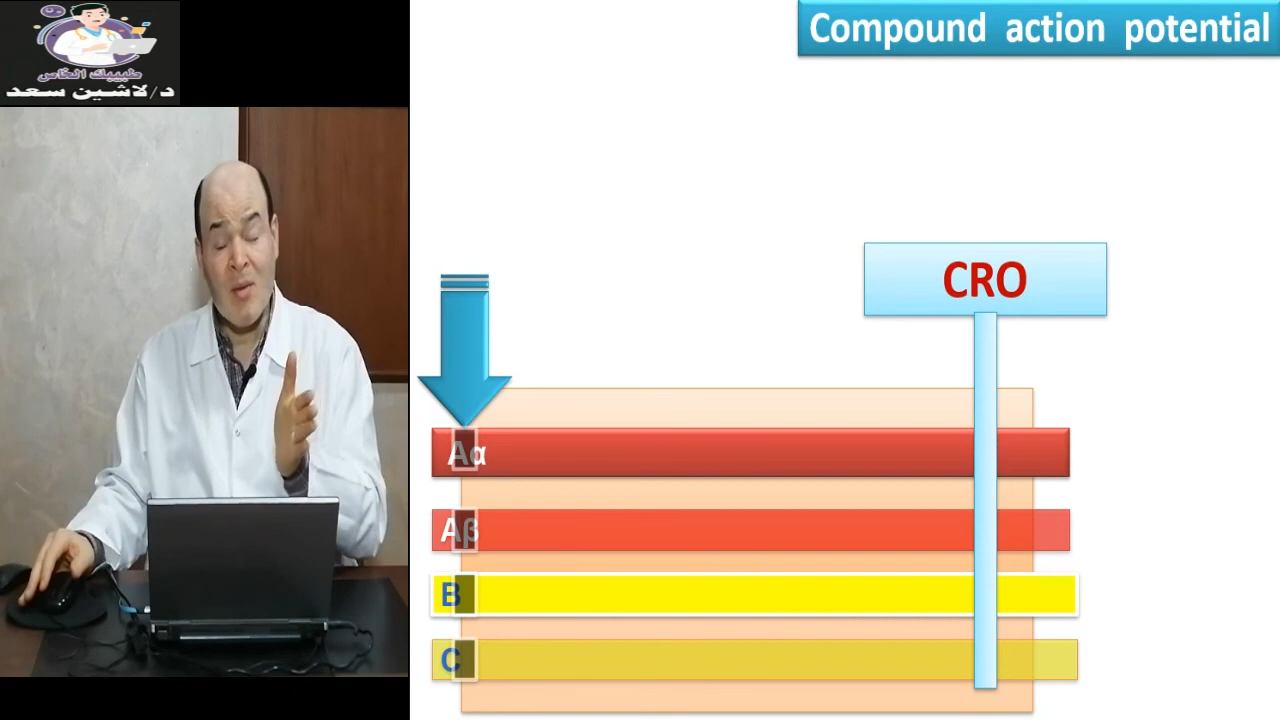 طبيبك الخاص
د/لاشين سعد
Compound action potential
CRO
Aα
Aβ
B
C